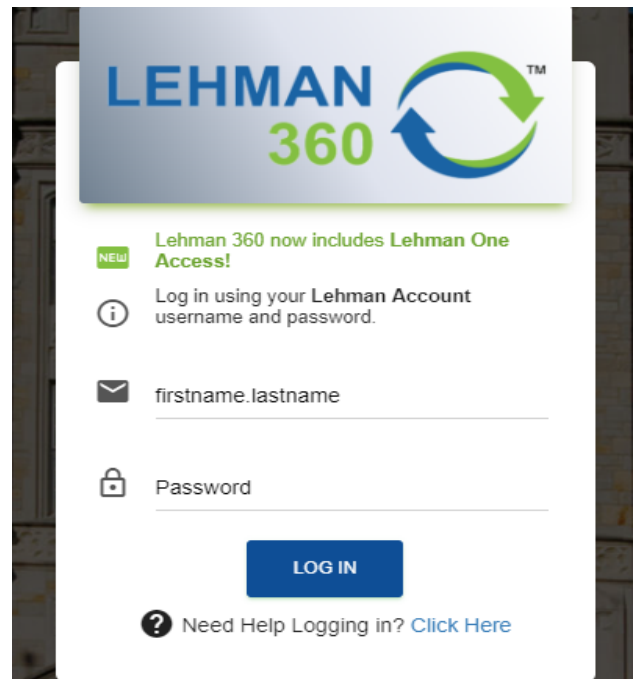 LEHMAN
360
TM
NEW
Lehman 360 now includes Lehman One
Access!
Log in using your Lehman Account
username and password.
firstname.lastname
Password
LOG IN
Need Help Logging in? Click Here